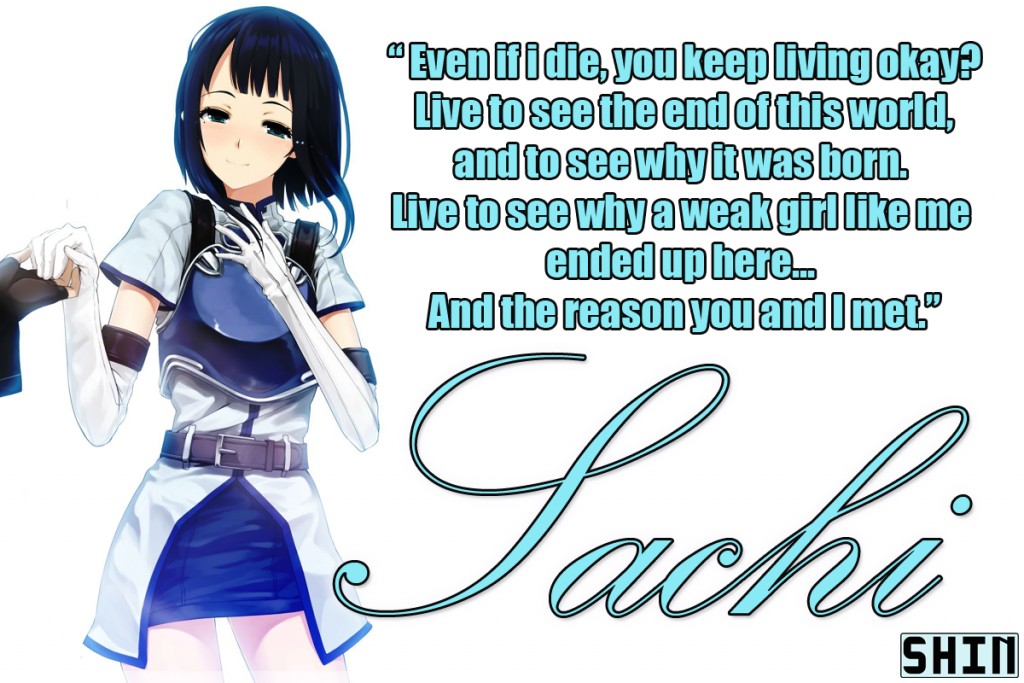 “ Even if i die, you keep living okay?
Live to see the end of this world,
and to see why it was born.
Live to see why a weak girl like me
ended up here...
And the reason you and I met.”
Sachi
SHIN